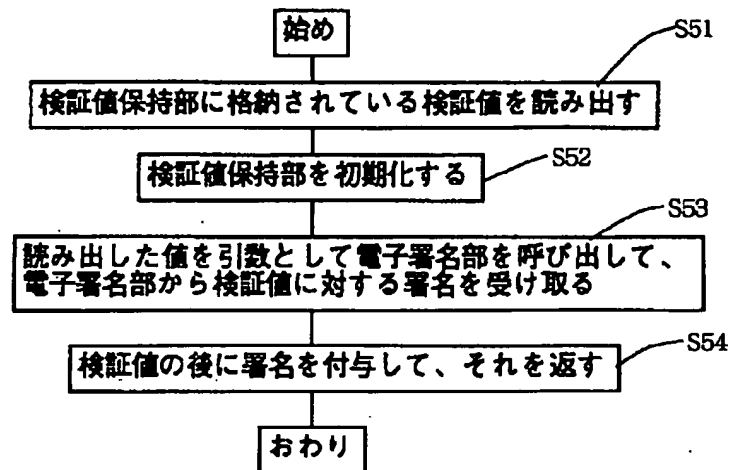 始め
S51
検証値保持部に格納されている検証値を読み出す
S52
検証値保持部を初期化する
S53
読み出した値を引数として電子署名部を呼び出して、
電子署名部から検証値に対する署名を受け取る
S54
検証値の後に署名を付与して、それを返す
おわり